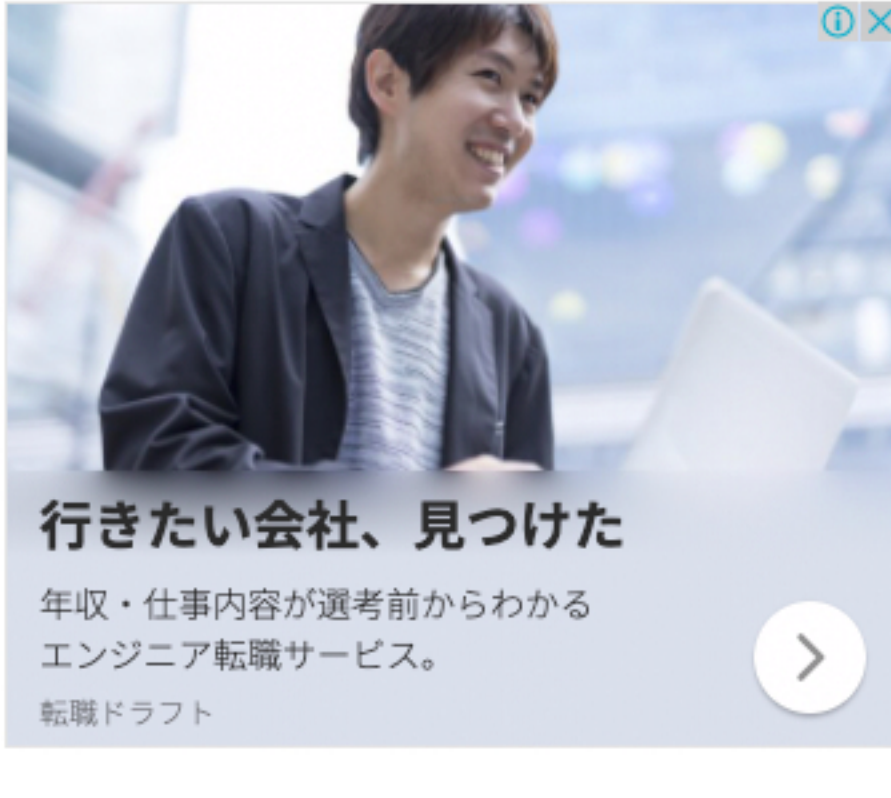 行きたい会社、見つけた
年収・仕事内容が選考前からわかる
エンジニア転職サービス。
転職ドラフト